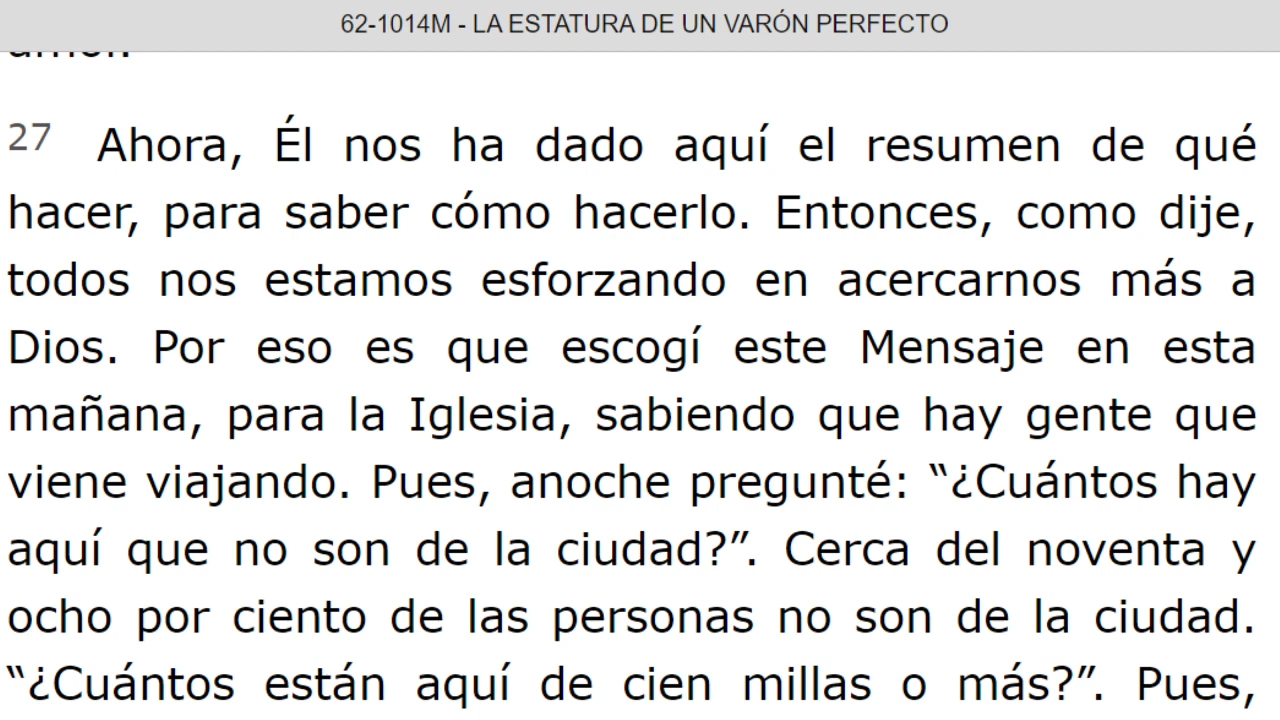 62-1014M - LA ESTATURA DE UN VARÓN PERFECTO
amor.
27 Ahora, Él nos ha dado aquí el resumen de qué
hacer, para saber cómo hacerlo. Entonces, como dije,
todos nos estamos esforzando en acercarnos más a
Dios. Por eso es que escogí este Mensaje en esta
mañana, para la Iglesia, sabiendo que hay gente que
viene viajando. Pues, anoche pregunté: “¿Cuántos hay
aquí que no son de la ciudad?”. Cerca del noventa y
ocho por ciento de las personas no son de la ciudad.
“¿Cuántos están aquí de cien millas o más?”. Pues,